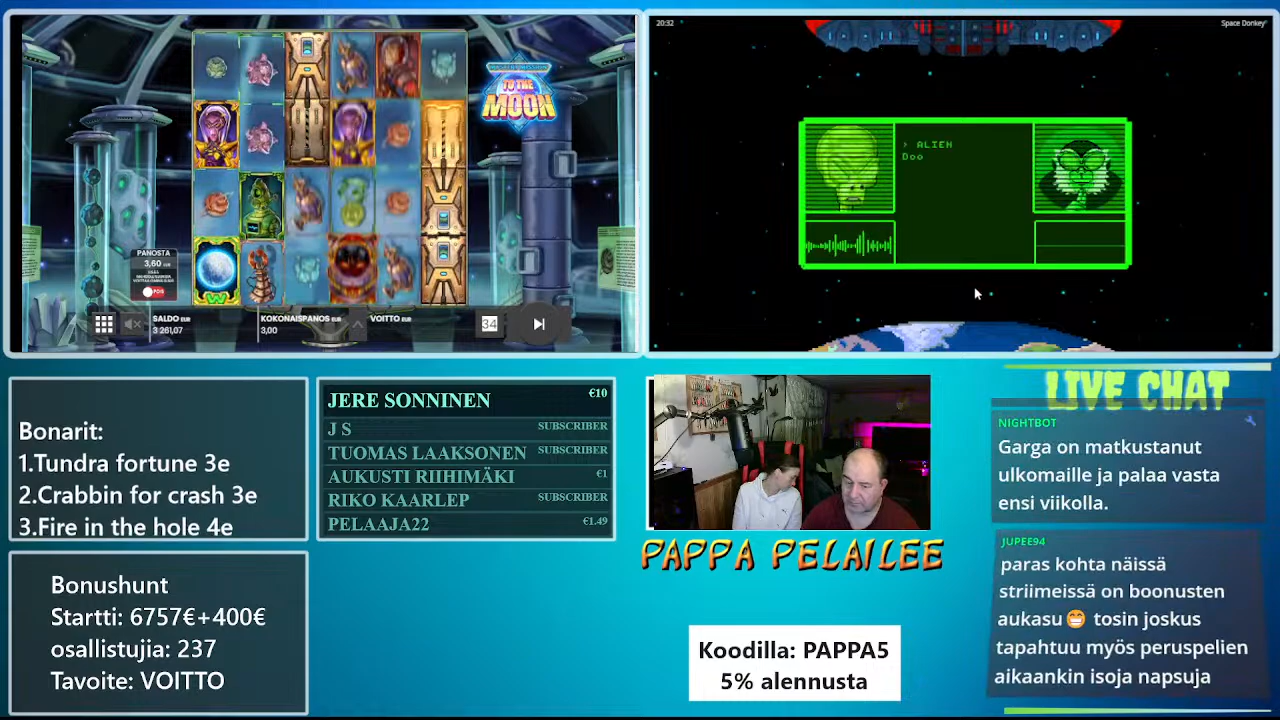 TO THE
MOON
PANOSTA
3,60 EUR
SALDO EUR
3 261,07
KOKONAISPANOS EUR
3,00
VOITTO EUR
34
W
20:32
Space Donkey
› ALIEN
Doo
Bonarit:
1.Tundra fortune 3e
2.Crabbin for crash 3e
3.Fire in the hole 4e
JERE SONNINEN €10
J S SUBSCRIBER
TUOMAS LAAKSONEN SUBSCRIBER
AUKUSTI RIIHIMÄKI €1
RIKO KAARLEP SUBSCRIBER
PELAAJA22 €1.49
Bonushunt
Startti: 6757€+400€
osallistujia: 237
Tavoite: VOITTO
PAPPA PELAILEE
Koodilla: PAPPA5
5% alennusta
LIVE CHAT
NIGHTBOT
Garga on matkustanut
ulkomaille ja palaa vasta
ensi viikolla.
JUPEE94
paras kohta näissä
striimeissä on boonusten
aukasu😁 tosin joskus
tapahtuu myös peruspelien
aikaankin isoja napsuja